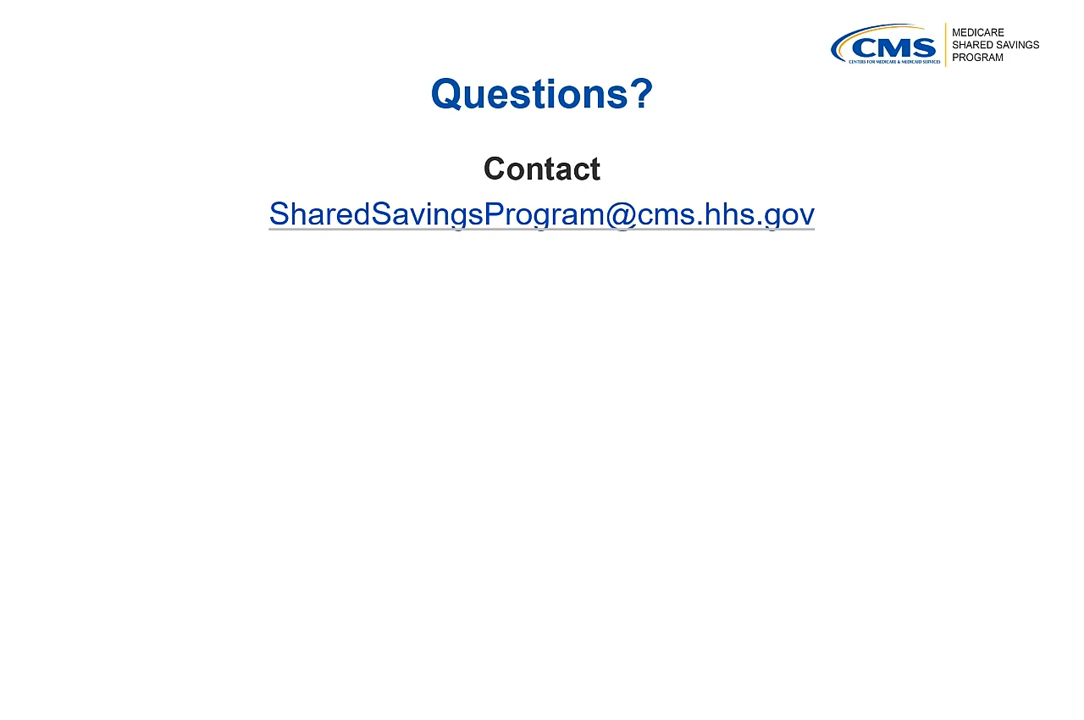 CMS
CENTERS FOR MEDICARE & MEDICAID SERVICES
MEDICARE
SHARED SAVINGS
PROGRAM
Questions?
Contact
SharedSavingsProgram@cms.hhs.gov